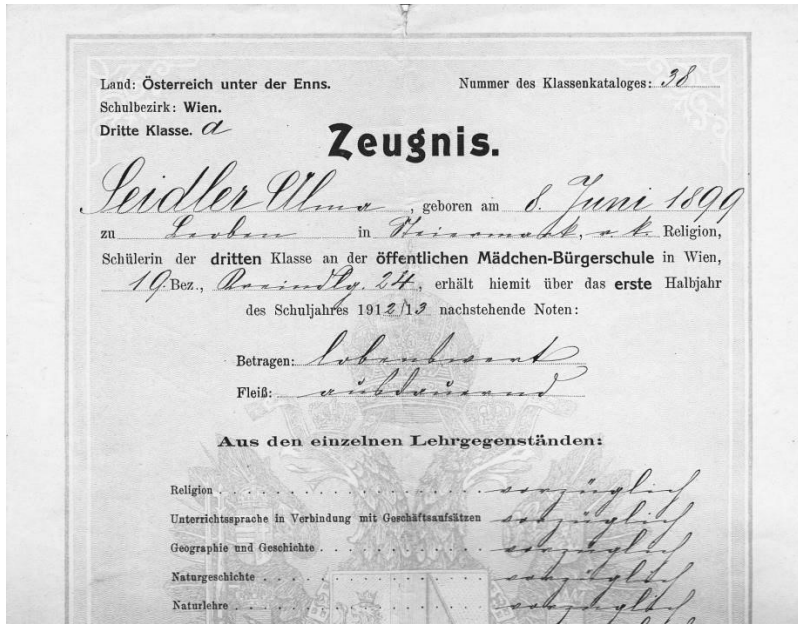 Land: Österreich unter der Enns. Nummer des Klassenkataloges: 38
Schulbezirk: Wien.
Dritte Klasse. a
Zeugnis.
Seidler Alma, geboren am 8. Juni 1899
zu Leoben in Steiermark, r. k. Religion,
Schülerin der dritten Klasse an der öffentlichen Mädchen-Bürgerschule in Wien,
19. Bez., Kreindlg. 24, erhält hiemit über das erste Halbjahr
des Schuljahres 1912/13 nachstehende Noten:
Betragen: lobenswert
Fleiß: ausdauernd
Aus den einzelnen Lehrgegenständen:
Religion vorzüglich
Unterrichtssprache in Verbindung mit Geschäftsaufsätzen vorzüglich
Geographie und Geschichte vorzüglich
Naturgeschichte vorzüglich
Naturlehre vorzüglich